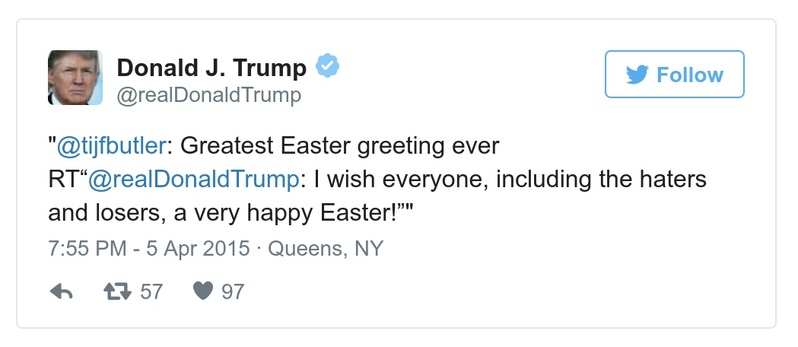 Donald J. Trump
@realDonaldTrump
Follow
"@tijfbutler: Greatest Easter greeting ever
RT“@realDonaldTrump: I wish everyone, including the haters
and losers, a very happy Easter!”"
7:55 PM - 5 Apr 2015 · Queens, NY
57 97